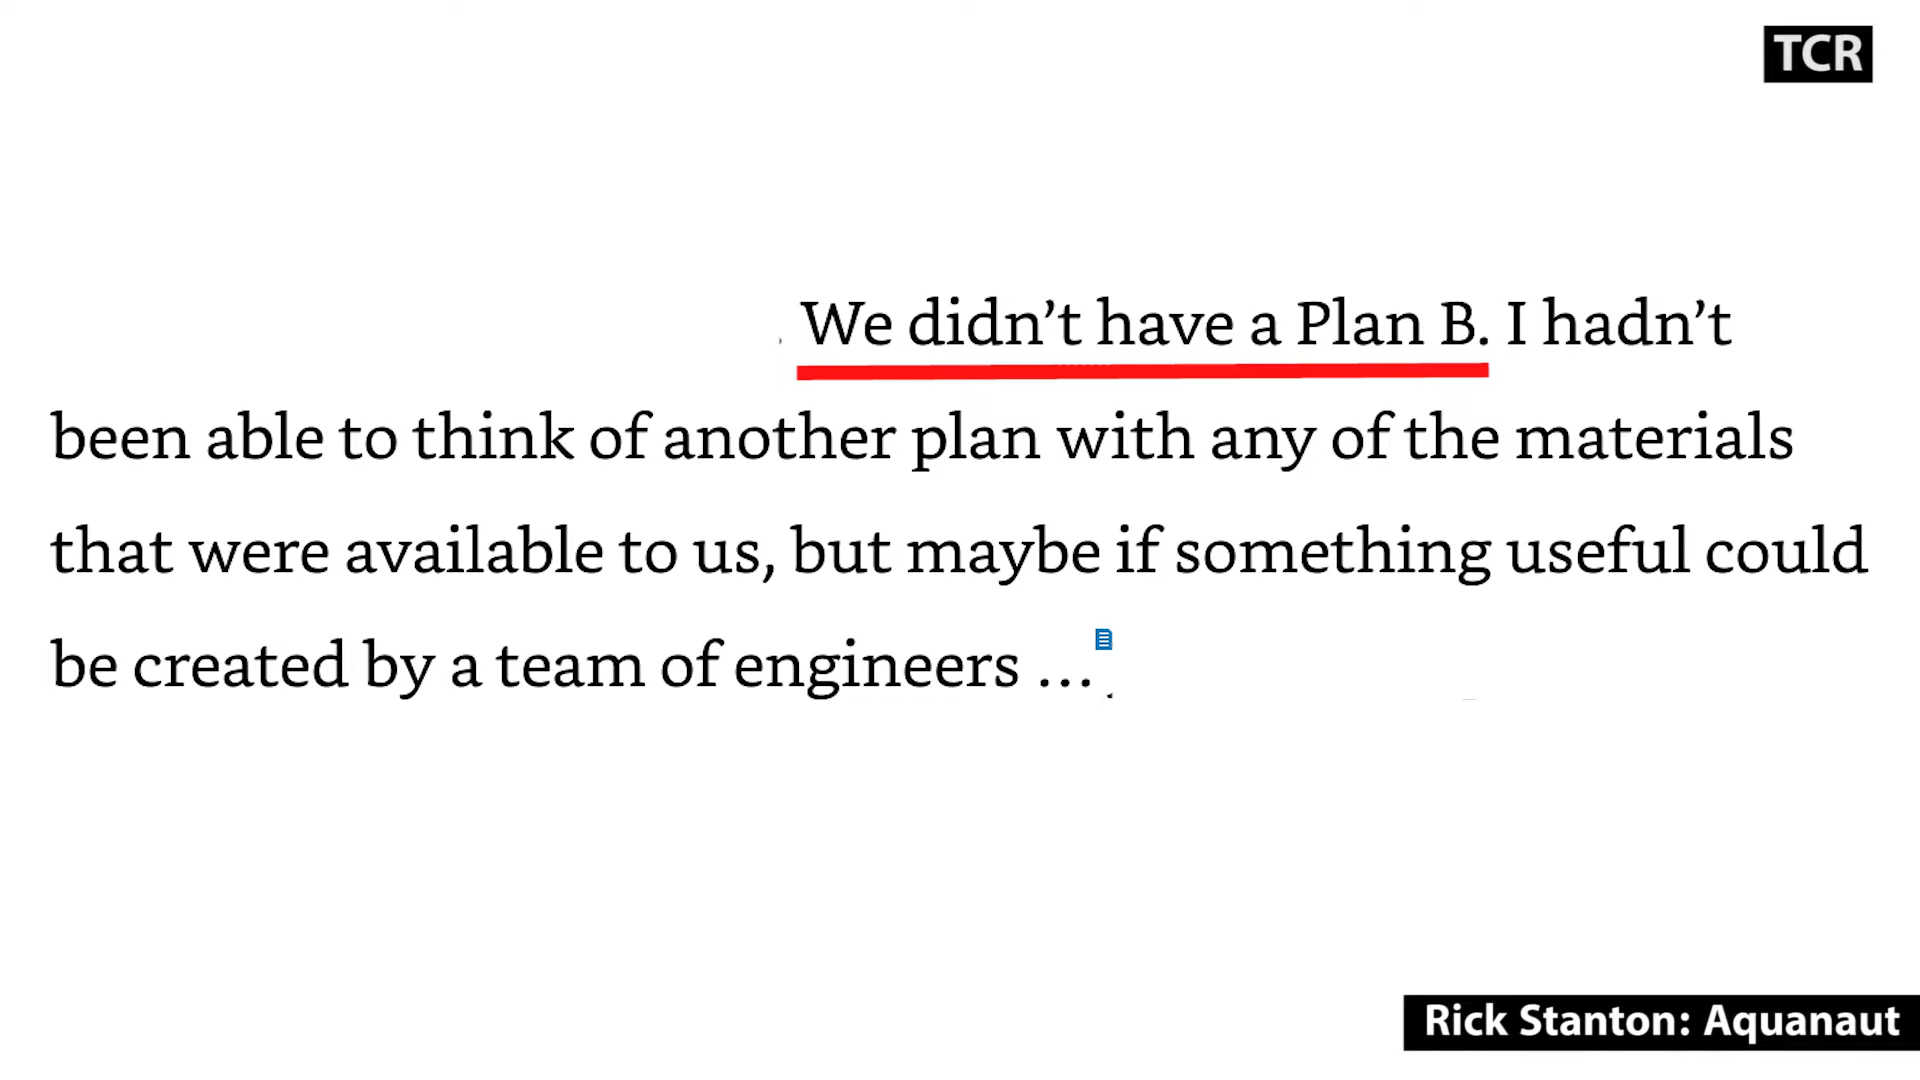 TCR
We didn’t have a Plan B. I hadn’t
been able to think of another plan with any of the materials
that were available to us, but maybe if something useful could
be created by a team of engineers …
Rick Stanton: Aquanaut